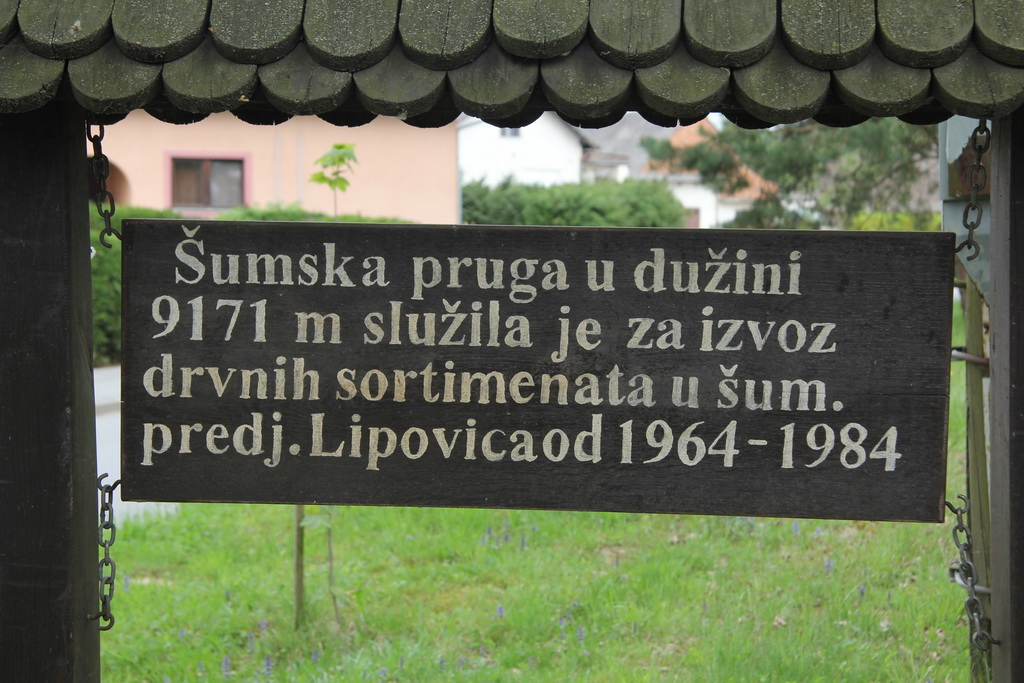 Šumska pruga u dužini
9171 m služila je za izvoz
drvnih sortimenata u šum.
predj. Lipovicaod 1964-1984